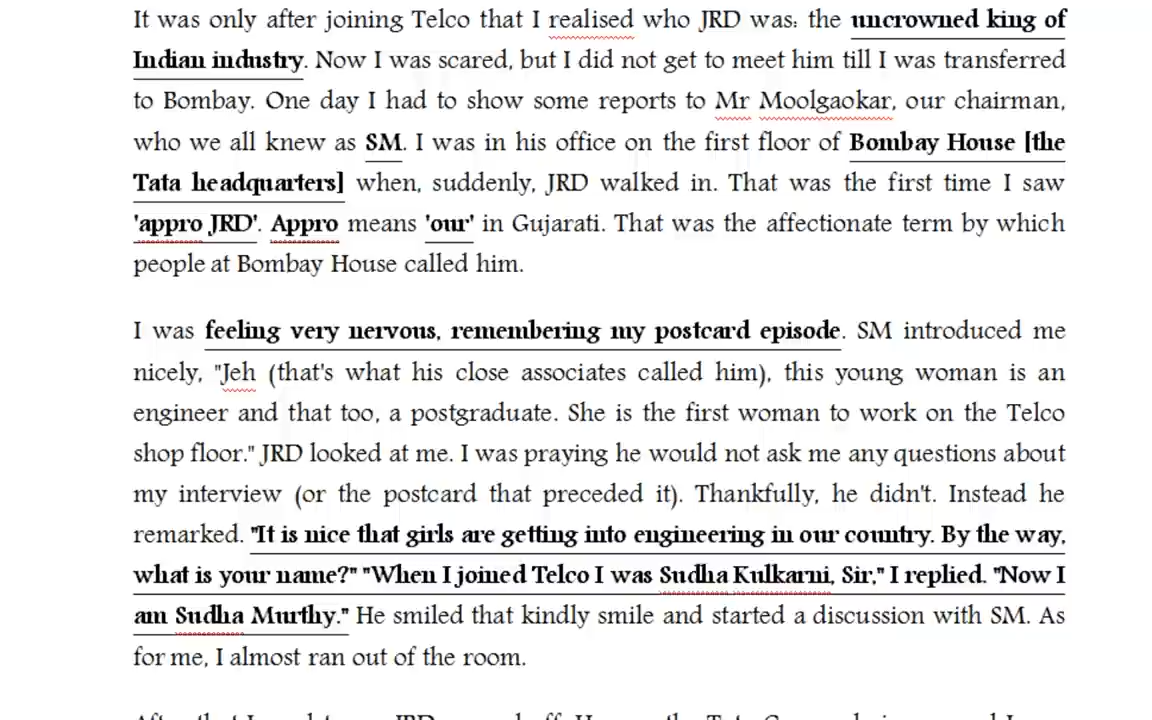 It was only after joining Telco that I realised who JRD was: the uncrowned king of
Indian industry. Now I was scared, but I did not get to meet him till I was transferred
to Bombay. One day I had to show some reports to Mr Moolgaokar, our chairman,
who we all knew as SM. I was in his office on the first floor of Bombay House [the
Tata headquarters] when, suddenly, JRD walked in. That was the first time I saw
'appro JRD'. Appro means 'our' in Gujarati. That was the affectionate term by which
people at Bombay House called him.
I was feeling very nervous, remembering my postcard episode. SM introduced me
nicely, "Jeh (that's what his close associates called him), this young woman is an
engineer and that too, a postgraduate. She is the first woman to work on the Telco
shop floor." JRD looked at me. I was praying he would not ask me any questions about
my interview (or the postcard that preceded it). Thankfully, he didn't. Instead he
remarked. "It is nice that girls are getting into engineering in our country. By the way,
what is your name?" "When I joined Telco I was Sudha Kulkarni, Sir," I replied. "Now I
am Sudha Murthy." He smiled that kindly smile and started a discussion with SM. As
for me, I almost ran out of the room.